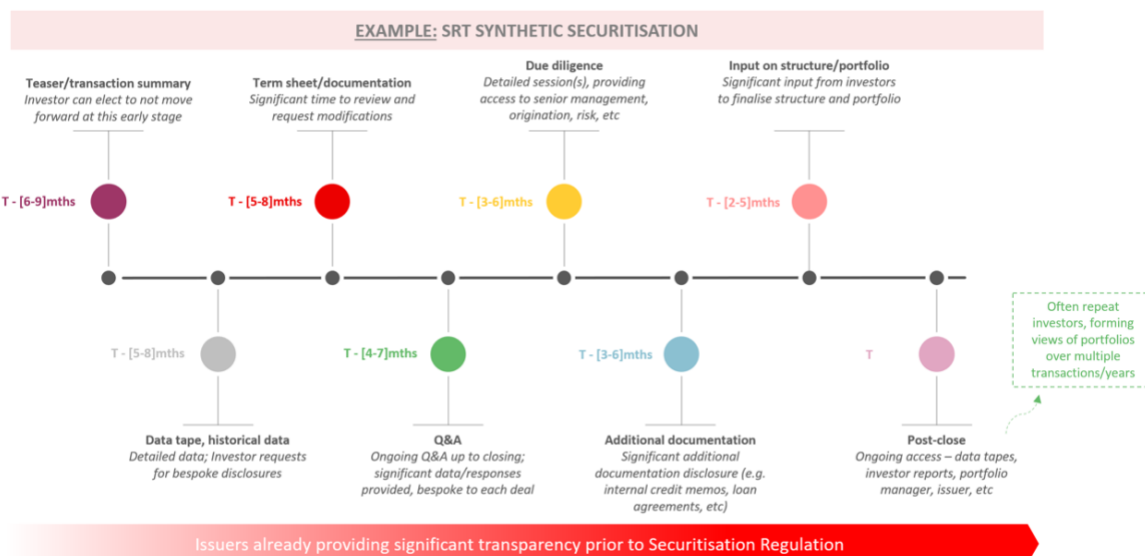 EXAMPLE: SRT SYNTHETIC SECURITISATION
Teaser/transaction summary
Investor can elect to not move
forward at this early stage
Term sheet/documentation
Significant time to review and
request modifications
Due diligence
Detailed session(s), providing
access to senior management,
origination, risk, etc
Input on structure/portfolio
Significant input from investors
to finalise structure and portfolio
T - [6-9]mths
T - [5-8]mths
T - [3-6]mths
T - [2-5]mths
T - [5-8]mths
T - [4-7]mths
T - [3-6]mths
T
Often repeat
investors, forming
views of portfolios
over multiple
transactions/years
Data tape, historical data
Detailed data; Investor requests
for bespoke disclosures
Q&A
Ongoing Q&A up to closing;
significant data/responses
provided, bespoke to each deal
Additional documentation
Significant additional
documentation disclosure (e.g.
internal credit memos, loan
agreements, etc)
Post-close
Ongoing access – data tapes,
investor reports, portfolio
manager, issuer, etc
Issuers already providing significant transparency prior to Securitisation Regulation